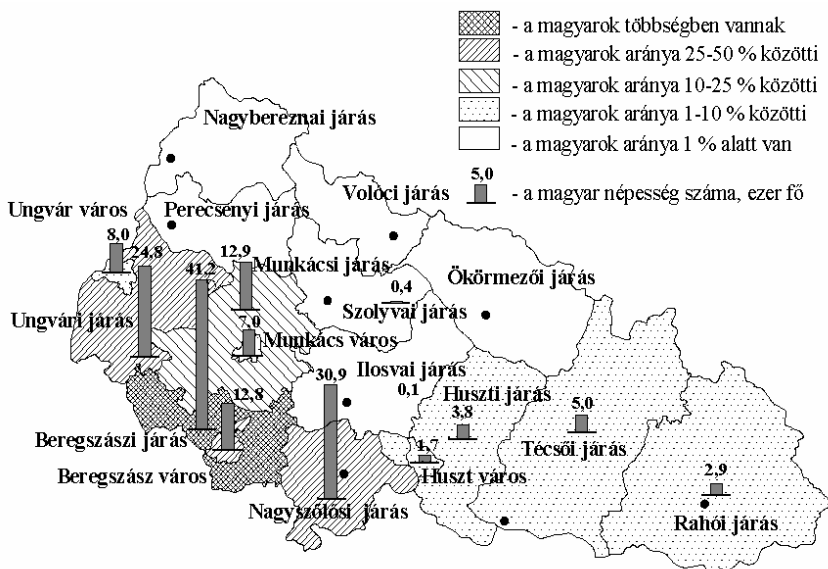 - a magyarok többségben vannak
- a magyarok aránya 25-50 % közötti
- a magyarok aránya 10-25 % közötti
- a magyarok aránya 1-10 % közötti
- a magyarok aránya 1 % alatt van
5,0
- a magyar népesség száma, ezer fő
Nagybereznai járás
Volóci járás
Ungvár város
Perecsenyi járás
8,0
24,8
41,2
12,9
Munkácsi járás
Ökörmezői járás
0,4
Szolyvai járás
Ungvári járás
7,0
Munkács város
Ilosvai járás
30,9
0,1
Huszti járás
12,8
3,8
5,0
Beregszászi járás
1,7
Técsői járás
Beregszász város
Huszt város
2,9
Nagyszőlősi járás
Rahói járás